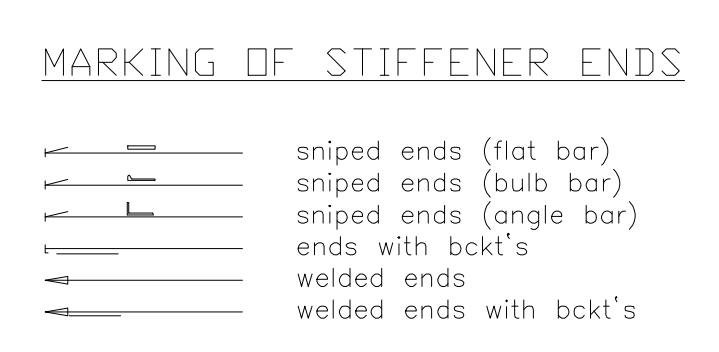 MARKING OF STIFFENER ENDS
sniped ends (flat bar)
sniped ends (bulb bar)
sniped ends (angle bar)
ends with bckt's
welded ends
welded ends with bckt's